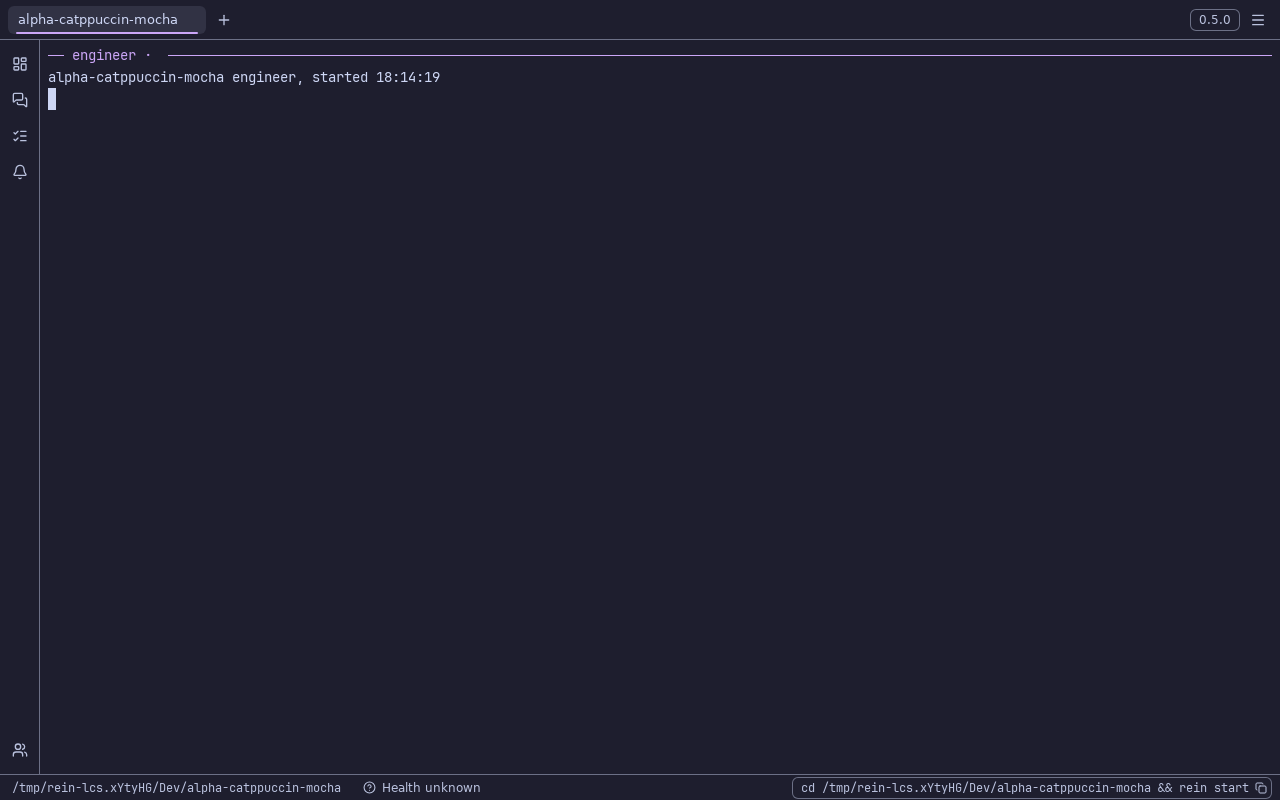 alpha-catppuccin-mocha
0.5.0
engineer ·
alpha-catppuccin-mocha engineer, started 18:14:19
/tmp/rein-lcs.xYtyHG/Dev/alpha-catppuccin-mocha
Health unknown
cd /tmp/rein-lcs.xYtyHG/Dev/alpha-catppuccin-mocha && rein start